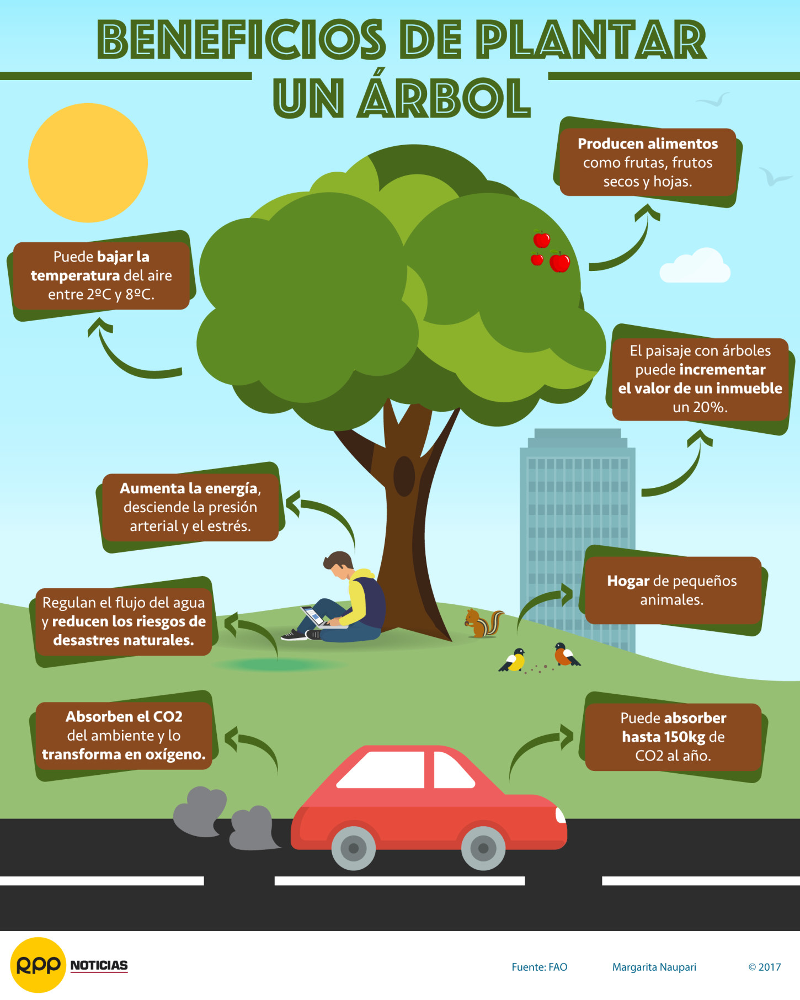 BENEFICIOS DE PLANTAR
UN ÁRBOL
Producen alimentos
como frutas, frutos
secos y hojas.
Puede bajar la
temperatura del aire
entre 2ºC y 8ºC.
El paisaje con árboles
puede incrementar
el valor de un inmueble
un 20%.
Aumenta la energía,
desciende la presión
arterial y el estrés.
Hogar de pequeños
animales.
Regulan el flujo del agua
y reducen los riesgos de
desastres naturales.
Absorben el CO2
del ambiente y lo
transforma en oxígeno.
Puede absorber
hasta 150kg de
CO2 al año.
RPP NOTICIAS
Fuente: FAO
Margarita Naupari
© 2017